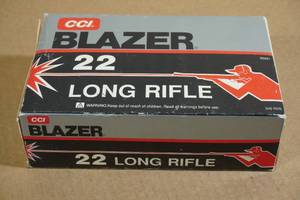 CCI.
BLAZER
22
LONG RIFLE
WARNING: Keep out of reach of children. Read all warnings before use.
CCI
BLAZER
22 LONG RIFLE